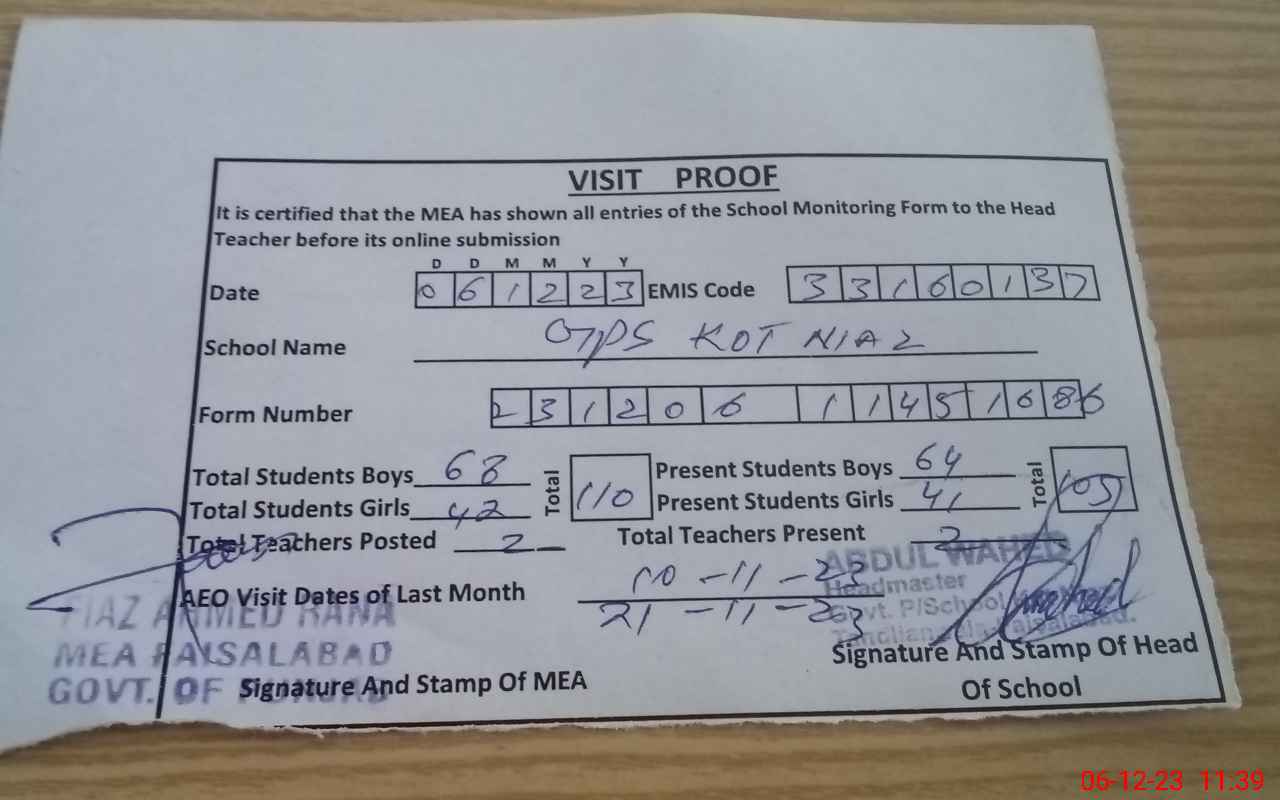 VISIT PROOF
It is certified that the MEA has shown all entries of the School Monitoring Form to the Head
Teacher before its online submission
D D M M Y Y
Date 0 6 1 2 2 3 EMIS Code 3 3 1 6 0 1 3 7
School Name GPS KOT NIAZ
Form Number 2 3 1 2 0 6 1 1 4 5 1 6 8 6
Total Students Boys 68 Total 110 Present Students Boys 64 Total 105
Total Students Girls 42 Present Students Girls 41
Total Teachers Posted 2 Total Teachers Present 2
ABDUL WAHEED
Headmaster
AEO Visit Dates of Last Month 10-11-23
21-11-23
Govt. P/School
Tandlianwala, Faisalabad.
FIAZ AHMED RANA
MEA FAISALABAD
GOVT. OF PUNJAB
Signature And Stamp Of MEA
Signature And Stamp Of Head
Of School
06-12-23 11:39